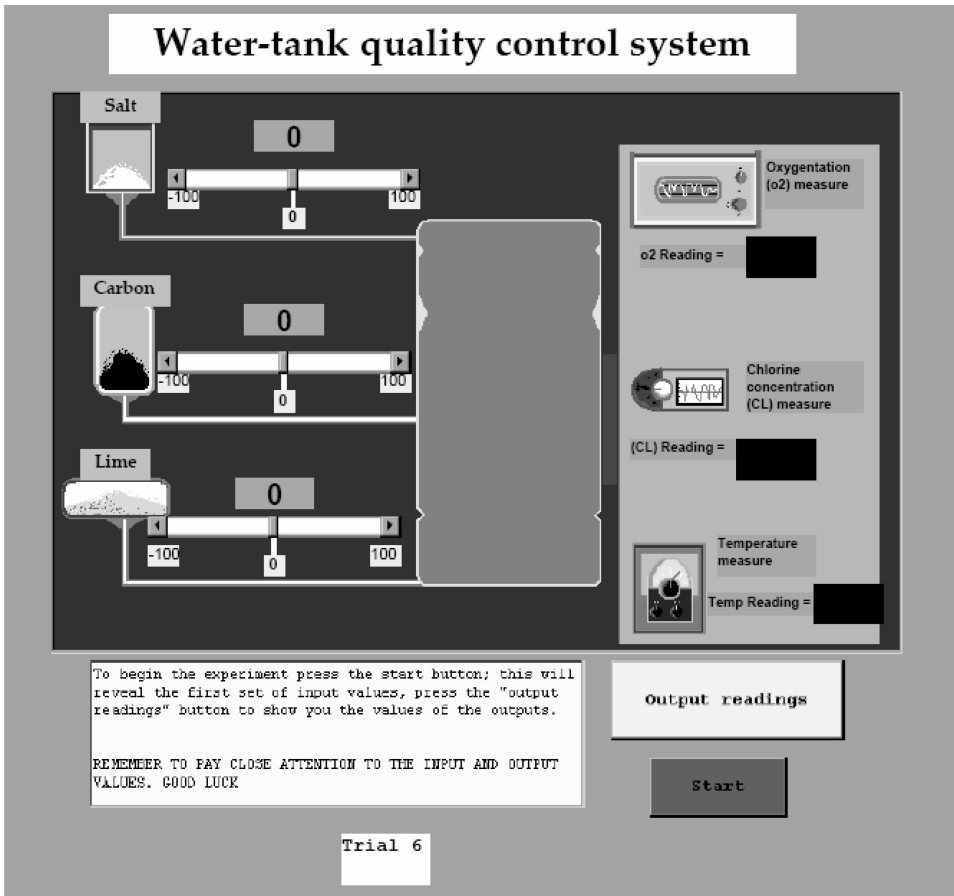 Water-tank quality control system
Salt
0
-100
100
0
Carbon
0
-100
100
0
Lime
0
-100
100
0
Oxygentation
(o2) measure
o2 Reading =
Chlorine
concentration
(CL) measure
(CL) Reading =
Temperature
measure
Temp Reading =
To begin the experiment press the start button; this will
reveal the first set of input values, press the "output
readings" button to show you the values of the outputs.
REMEMBER TO PAY CLOSE ATTENTION TO THE INPUT AND OUTPUT
VALUES. GOOD LUCK
Output readings
Start
Trial 6